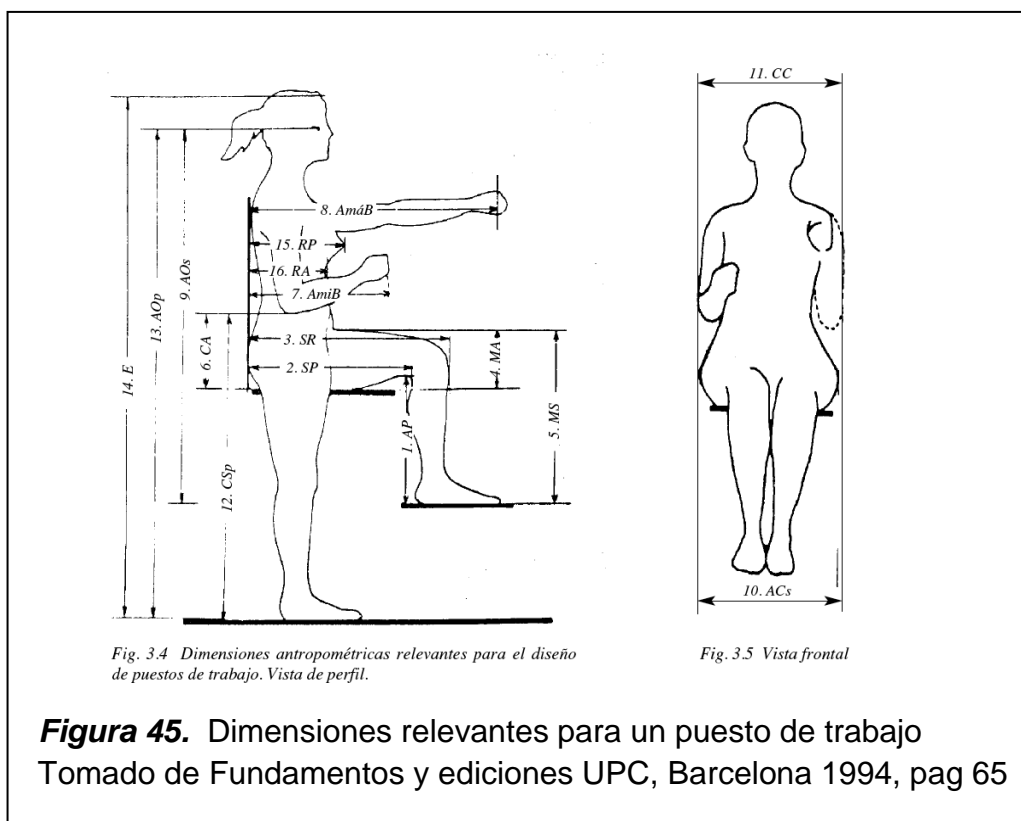 11. CC
8. AmáB
15. RP
16. RA
7. AmiB
9. AOs
13. AOp
14. E
6. CA
3. SR
2. SP
4. MA
1. AP
5. MS
12. CSp
10. ACs
Fig. 3.4 Dimensiones antropométricas relevantes para el diseño
de puestos de trabajo. Vista de perfil.
Fig. 3.5 Vista frontal
Figura 45. Dimensiones relevantes para un puesto de trabajo
Tomado de Fundamentos y ediciones UPC, Barcelona 1994, pag 65